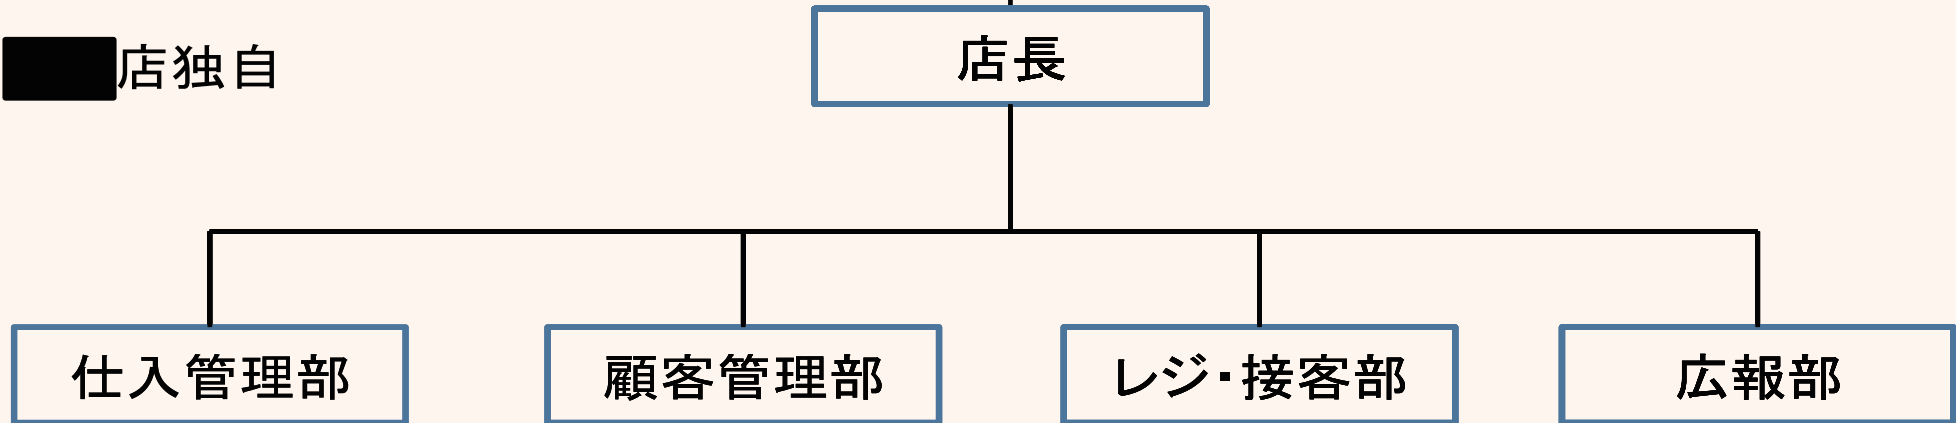 店長
店独自
仕入管理部
顧客管理部
レジ・接客部
広報部